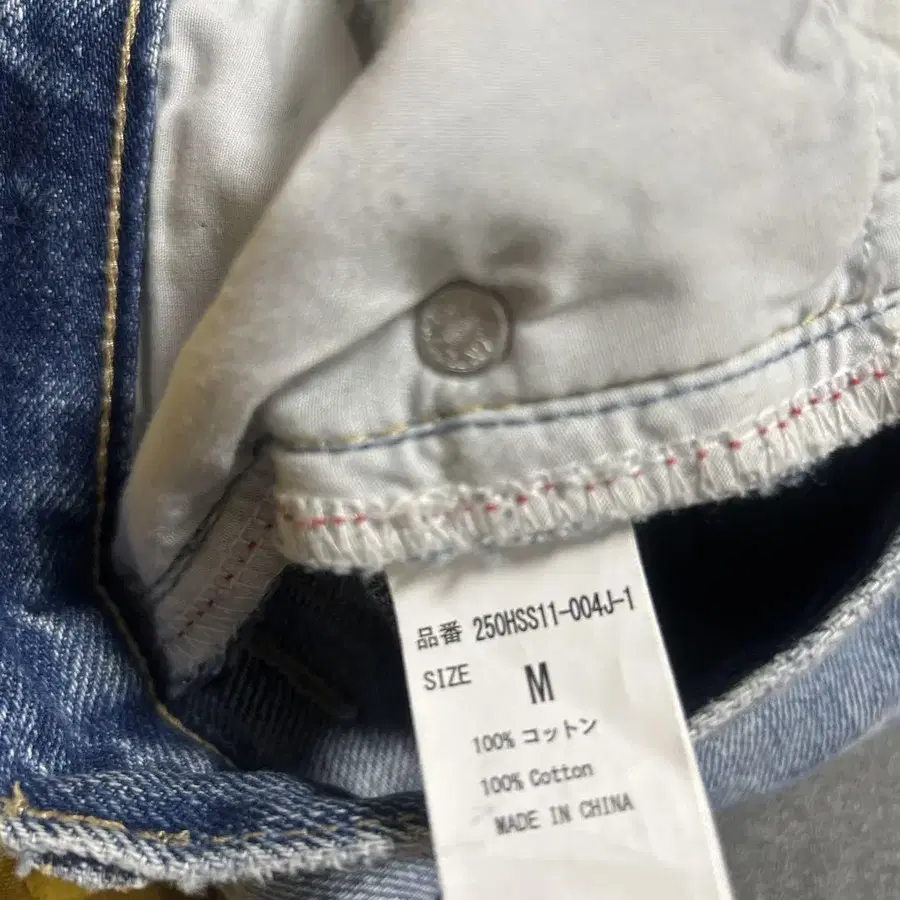 品番 250HSS11-004J-1
SIZE M
100% コットン
100% Cotton
MADE IN CHINA